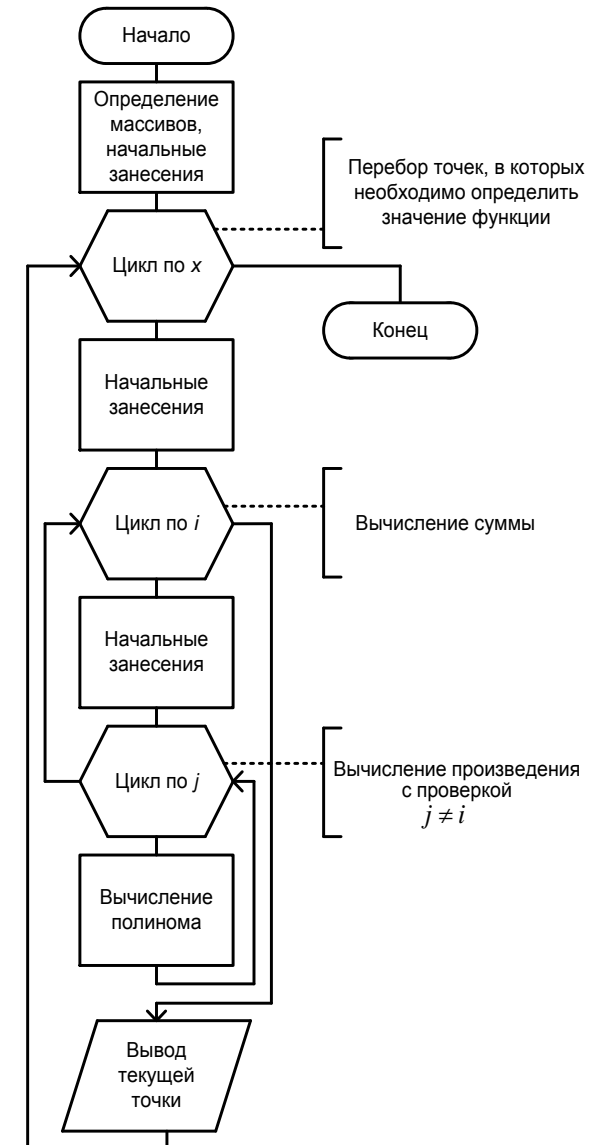 Начало
Определение
массивов,
начальные
занесения
Перебор точек, в которых
необходимо определить
значение функции
Цикл по x
Конец
Начальные
занесения
Цикл по i
Вычисление суммы
Начальные
занесения
Цикл по j
Вычисление произведения
с проверкой
j ≠ i
Вычисление
полинома
Вывод
текущей
точки